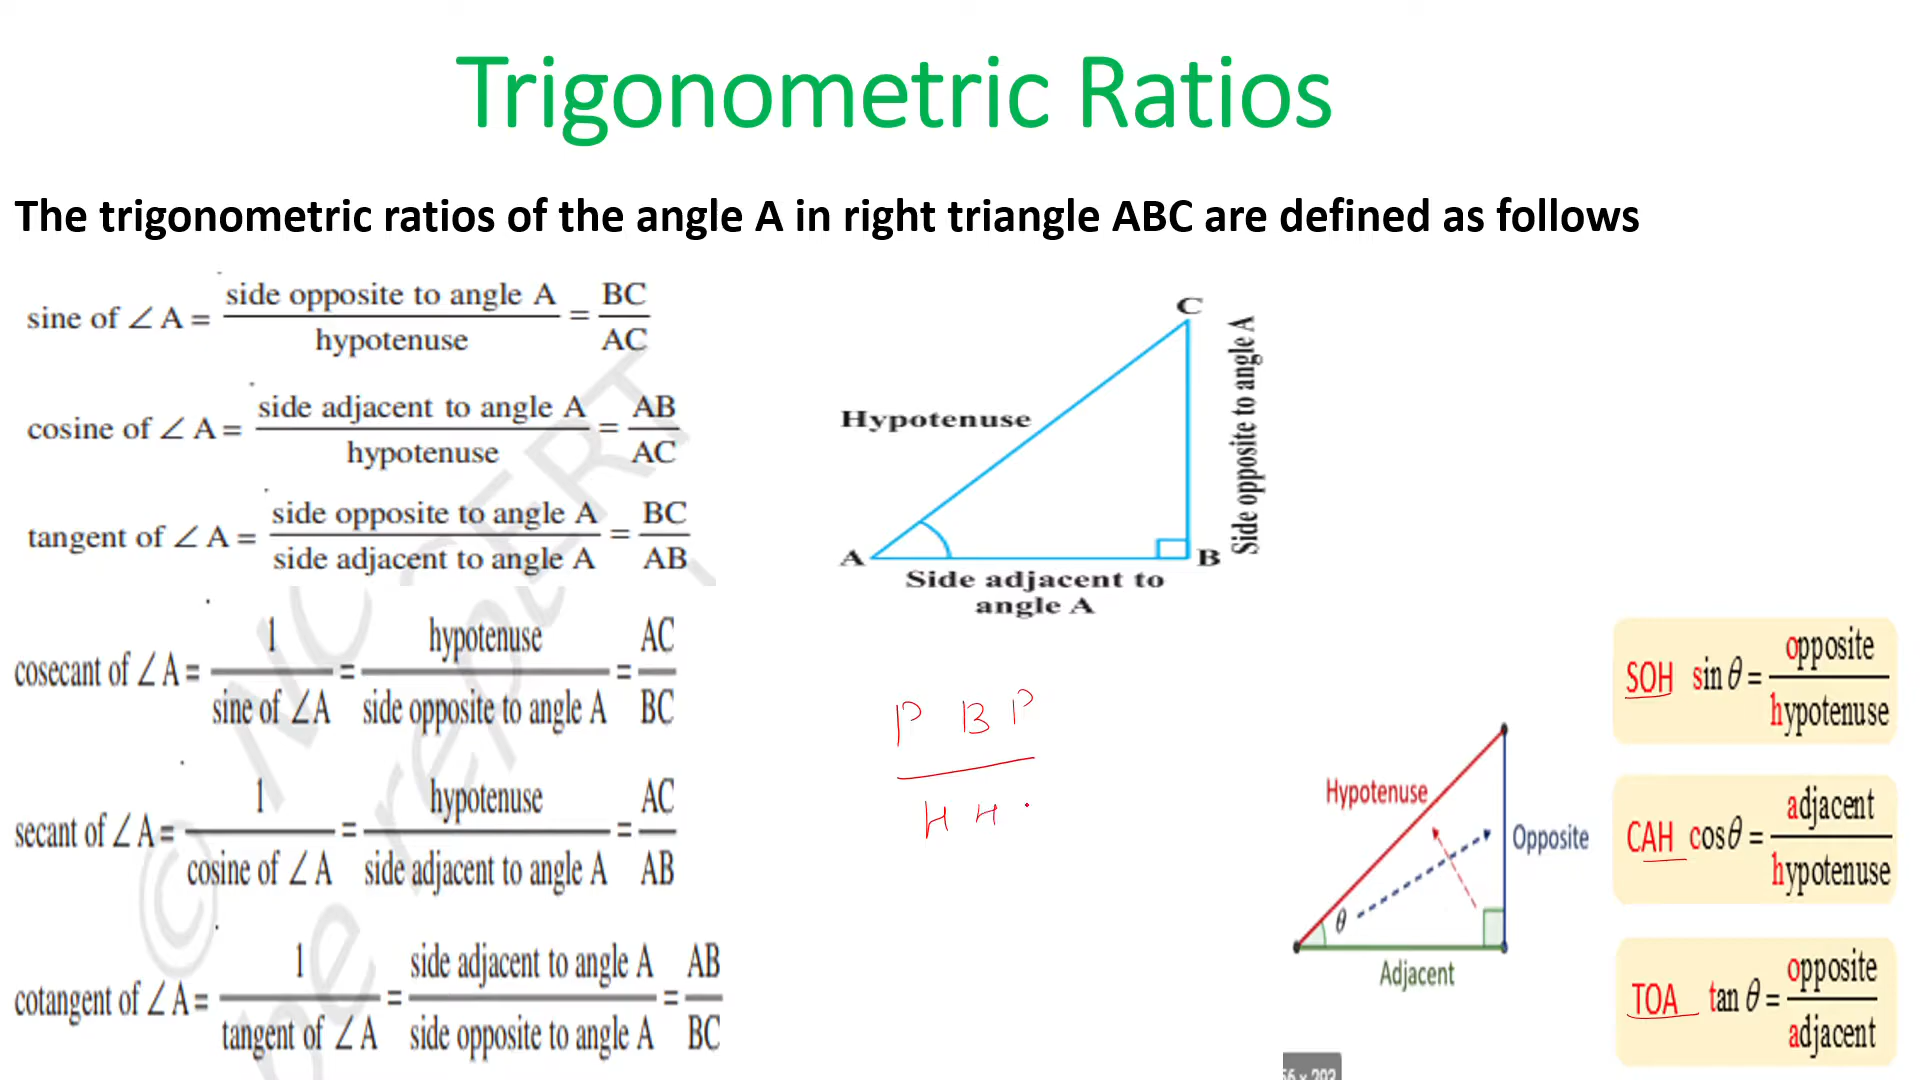 Trigonometric Ratios
The trigonometric ratios of the angle A in right triangle ABC are defined as follows
sine of ∠ A = side opposite to angle A / hypotenuse = BC / AC
cosine of ∠ A = side adjacent to angle A / hypotenuse = AB / AC
tangent of ∠ A = side opposite to angle A / side adjacent to angle A = BC / AB
cosecant of ∠ A = 1 / sine of ∠ A = hypotenuse / side opposite to angle A = AC / BC
secant of ∠ A = 1 / cosine of ∠ A = hypotenuse / side adjacent to angle A = AC / AB
cotangent of ∠ A = 1 / tangent of ∠ A = side adjacent to angle A / side opposite to angle A = AB / BC
C
Hypotenuse
Side opposite to angle A
A
B
Side adjacent to
angle A
P B P
H H
Hypotenuse
Opposite
θ
Adjacent
SOH sin θ = opposite / hypotenuse
CAH cos θ = adjacent / hypotenuse
TOA tan θ = opposite / adjacent